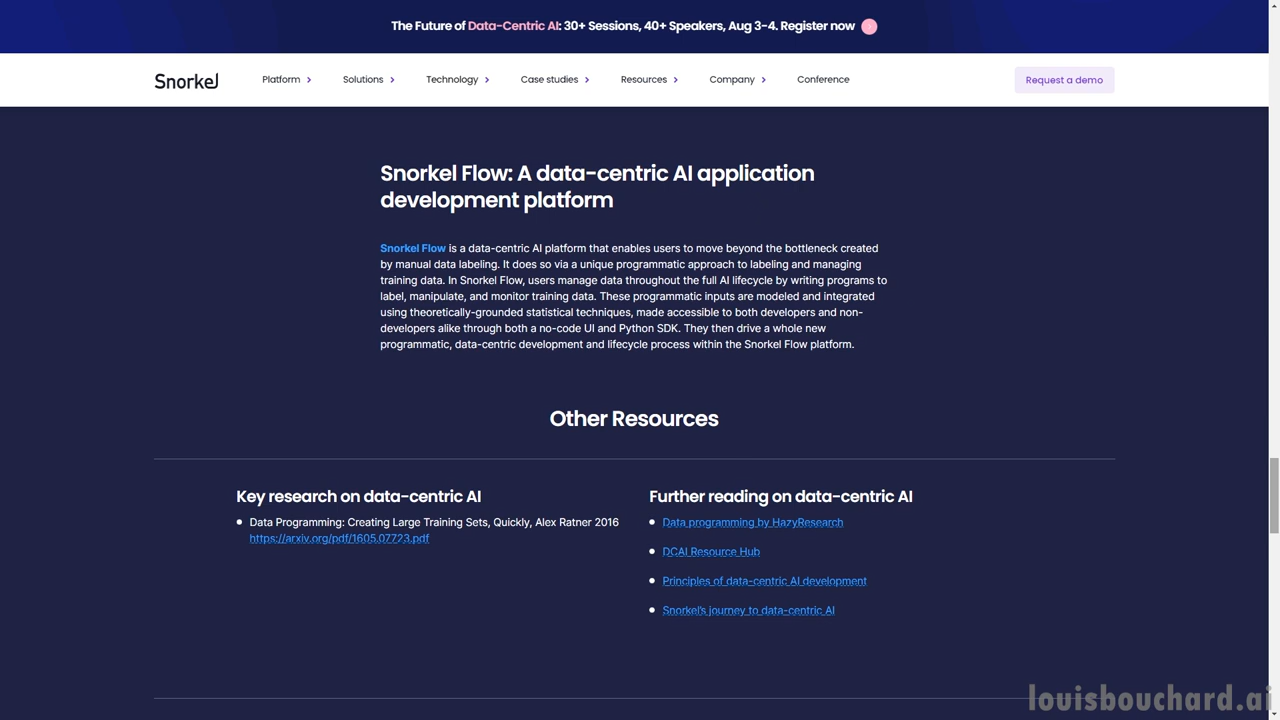 The Future of Data-Centric AI: 30+ Sessions, 40+ Speakers, Aug 3-4. Register now
Snorkel
Platform
Solutions
Technology
Case studies
Resources
Company
Conference
Request a demo
Snorkel Flow: A data-centric AI application
development platform
Snorkel Flow is a data-centric AI platform that enables users to move beyond the bottleneck created
by manual data labeling. It does so via a unique programmatic approach to labeling and managing
training data. In Snorkel Flow, users manage data throughout the full AI lifecycle by writing programs to
label, manipulate, and monitor training data. These programmatic inputs are modeled and integrated
using theoretically-grounded statistical techniques, made accessible to both developers and non-
developers alike through both a no-code UI and Python SDK. They then drive a whole new
programmatic, data-centric development and lifecycle process within the Snorkel Flow platform.
Other Resources
Key research on data-centric AI
Data Programming: Creating Large Training Sets, Quickly, Alex Ratner 2016
https://arxiv.org/pdf/1605.07723.pdf
Further reading on data-centric AI
Data programming by HazyResearch
DCAI Resource Hub
Principles of data-centric AI development
Snorkel's journey to data-centric AI
louisbouchard.ai